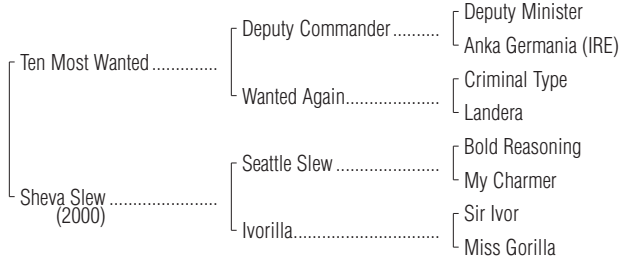 Deputy Minister
Deputy Commander ..........
Anka Germania (IRE)
Ten Most Wanted ..............
Criminal Type
Wanted Again....................
Landera
Bold Reasoning
Seattle Slew ......................
My Charmer
Sheva Slew .......................
(2000)
Sir Ivor
Ivorilla...............................
Miss Gorilla